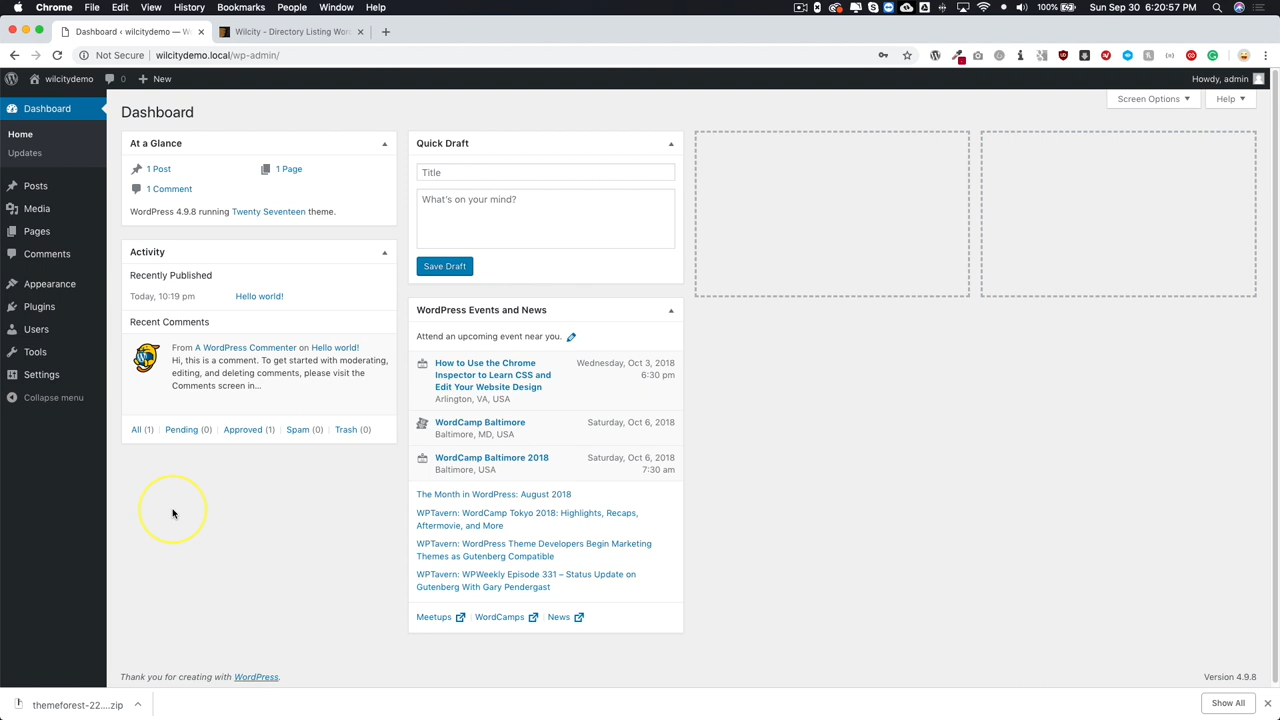 Chrome File Edit View History Bookmarks People Window Help 100% Sun Sep 30 6:20:57 PM
Dashboard ‹ wilcitydemo — W
Wilcity - Directory Listing Wor
Not Secure wilcitydemo.local/wp-admin/
wilcitydemo 0 + New Howdy, admin
Screen Options Help
Dashboard
Home
Updates
Posts
Media
Pages
Comments
Appearance
Plugins
Users
Tools
Settings
Collapse menu
Dashboard
At a Glance
1 Post 1 Page
1 Comment
WordPress 4.9.8 running Twenty Seventeen theme.
Activity
Recently Published
Today, 10:19 pm Hello world!
Recent Comments
From A WordPress Commenter on Hello world!
Hi, this is a comment. To get started with moderating,
editing, and deleting comments, please visit the
Comments screen in...
All (1) Pending (0) Approved (1) Spam (0) Trash (0)
Quick Draft
Title
What's on your mind?
Save Draft
WordPress Events and News
Attend an upcoming event near you.
How to Use the Chrome Wednesday, Oct 3, 2018
Inspector to Learn CSS and 6:30 pm
Edit Your Website Design
Arlington, VA, USA
WordCamp Baltimore Saturday, Oct 6, 2018
Baltimore, MD, USA
WordCamp Baltimore 2018 Saturday, Oct 6, 2018
Baltimore, USA 7:30 am
The Month in WordPress: August 2018
WPTavern: WordCamp Tokyo 2018: Highlights, Recaps,
Aftermovie, and More
WPTavern: WordPress Theme Developers Begin Marketing
Themes as Gutenberg Compatible
WPTavern: WPWeekly Episode 331 – Status Update on
Gutenberg With Gary Pendergast
Meetups WordCamps News
Thank you for creating with WordPress. Version 4.9.8
themeforest-22....zip Show All